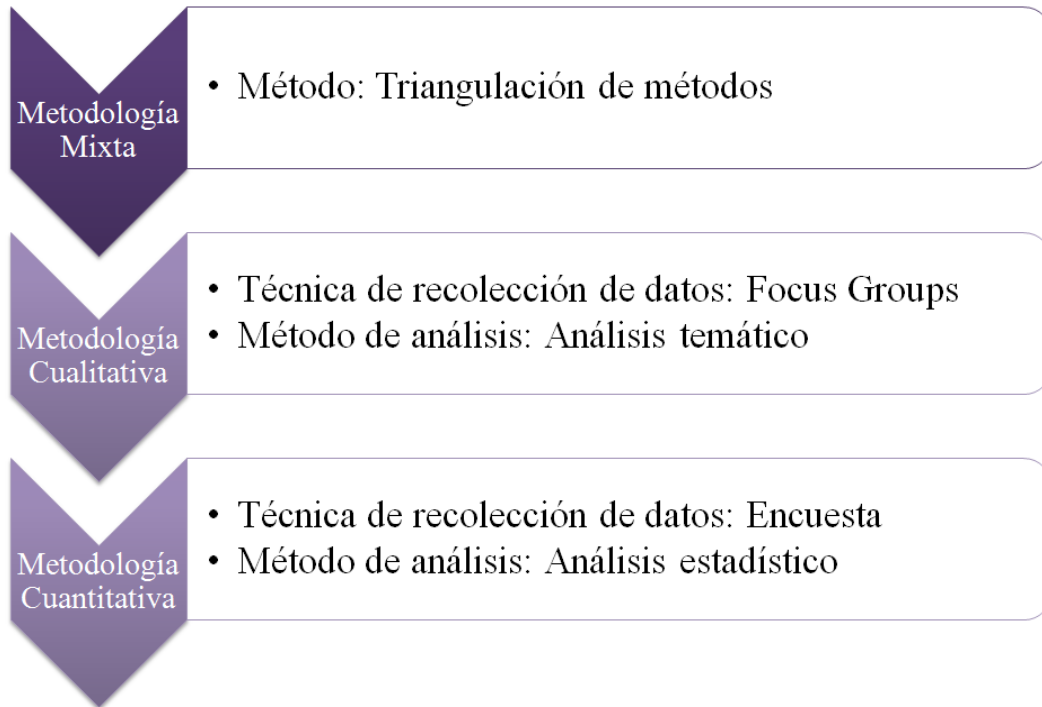 Metodología
Mixta
• Método: Triangulación de métodos
Metodología
Cualitativa
• Técnica de recolección de datos: Focus Groups
• Método de análisis: Análisis temático
Metodología
Cuantitativa
• Técnica de recolección de datos: Encuesta
• Método de análisis: Análisis estadístico